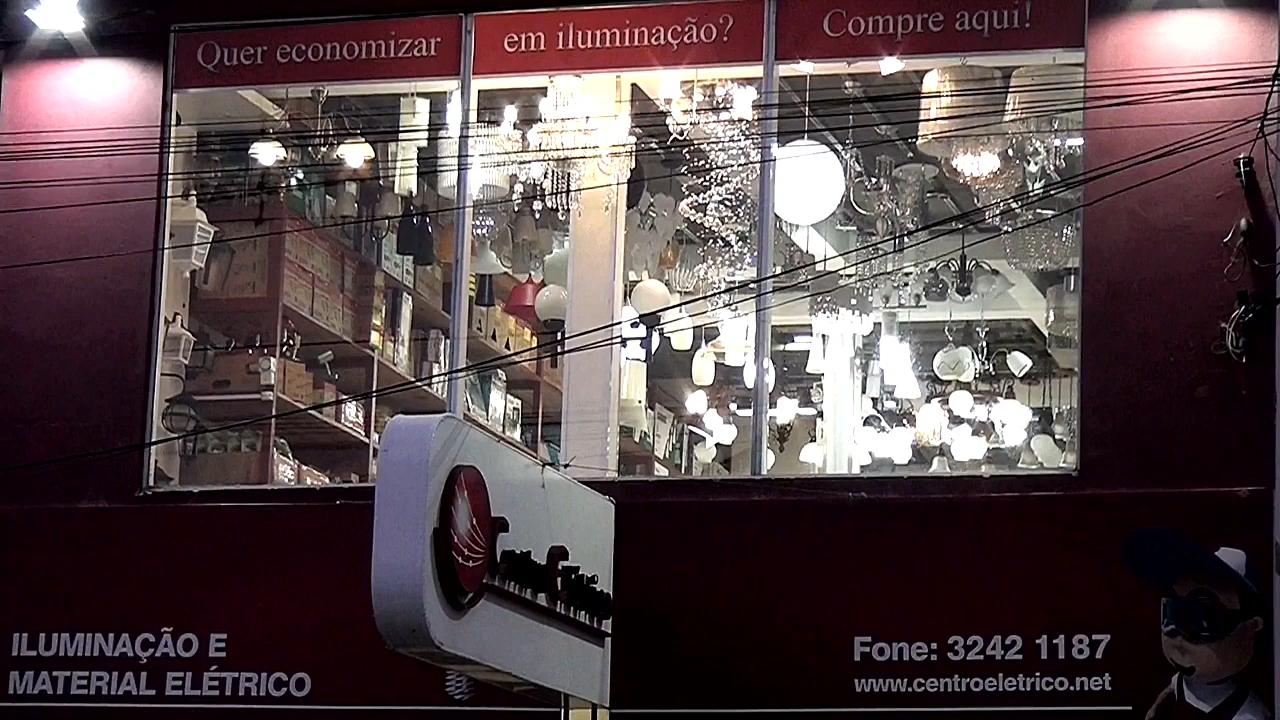 Quer economizar
em iluminação?
Compre aqui!
ILUMINAÇÃO E
MATERIAL ELÉTRICO
Fone: 3242 1187
www.centroeletrico.net